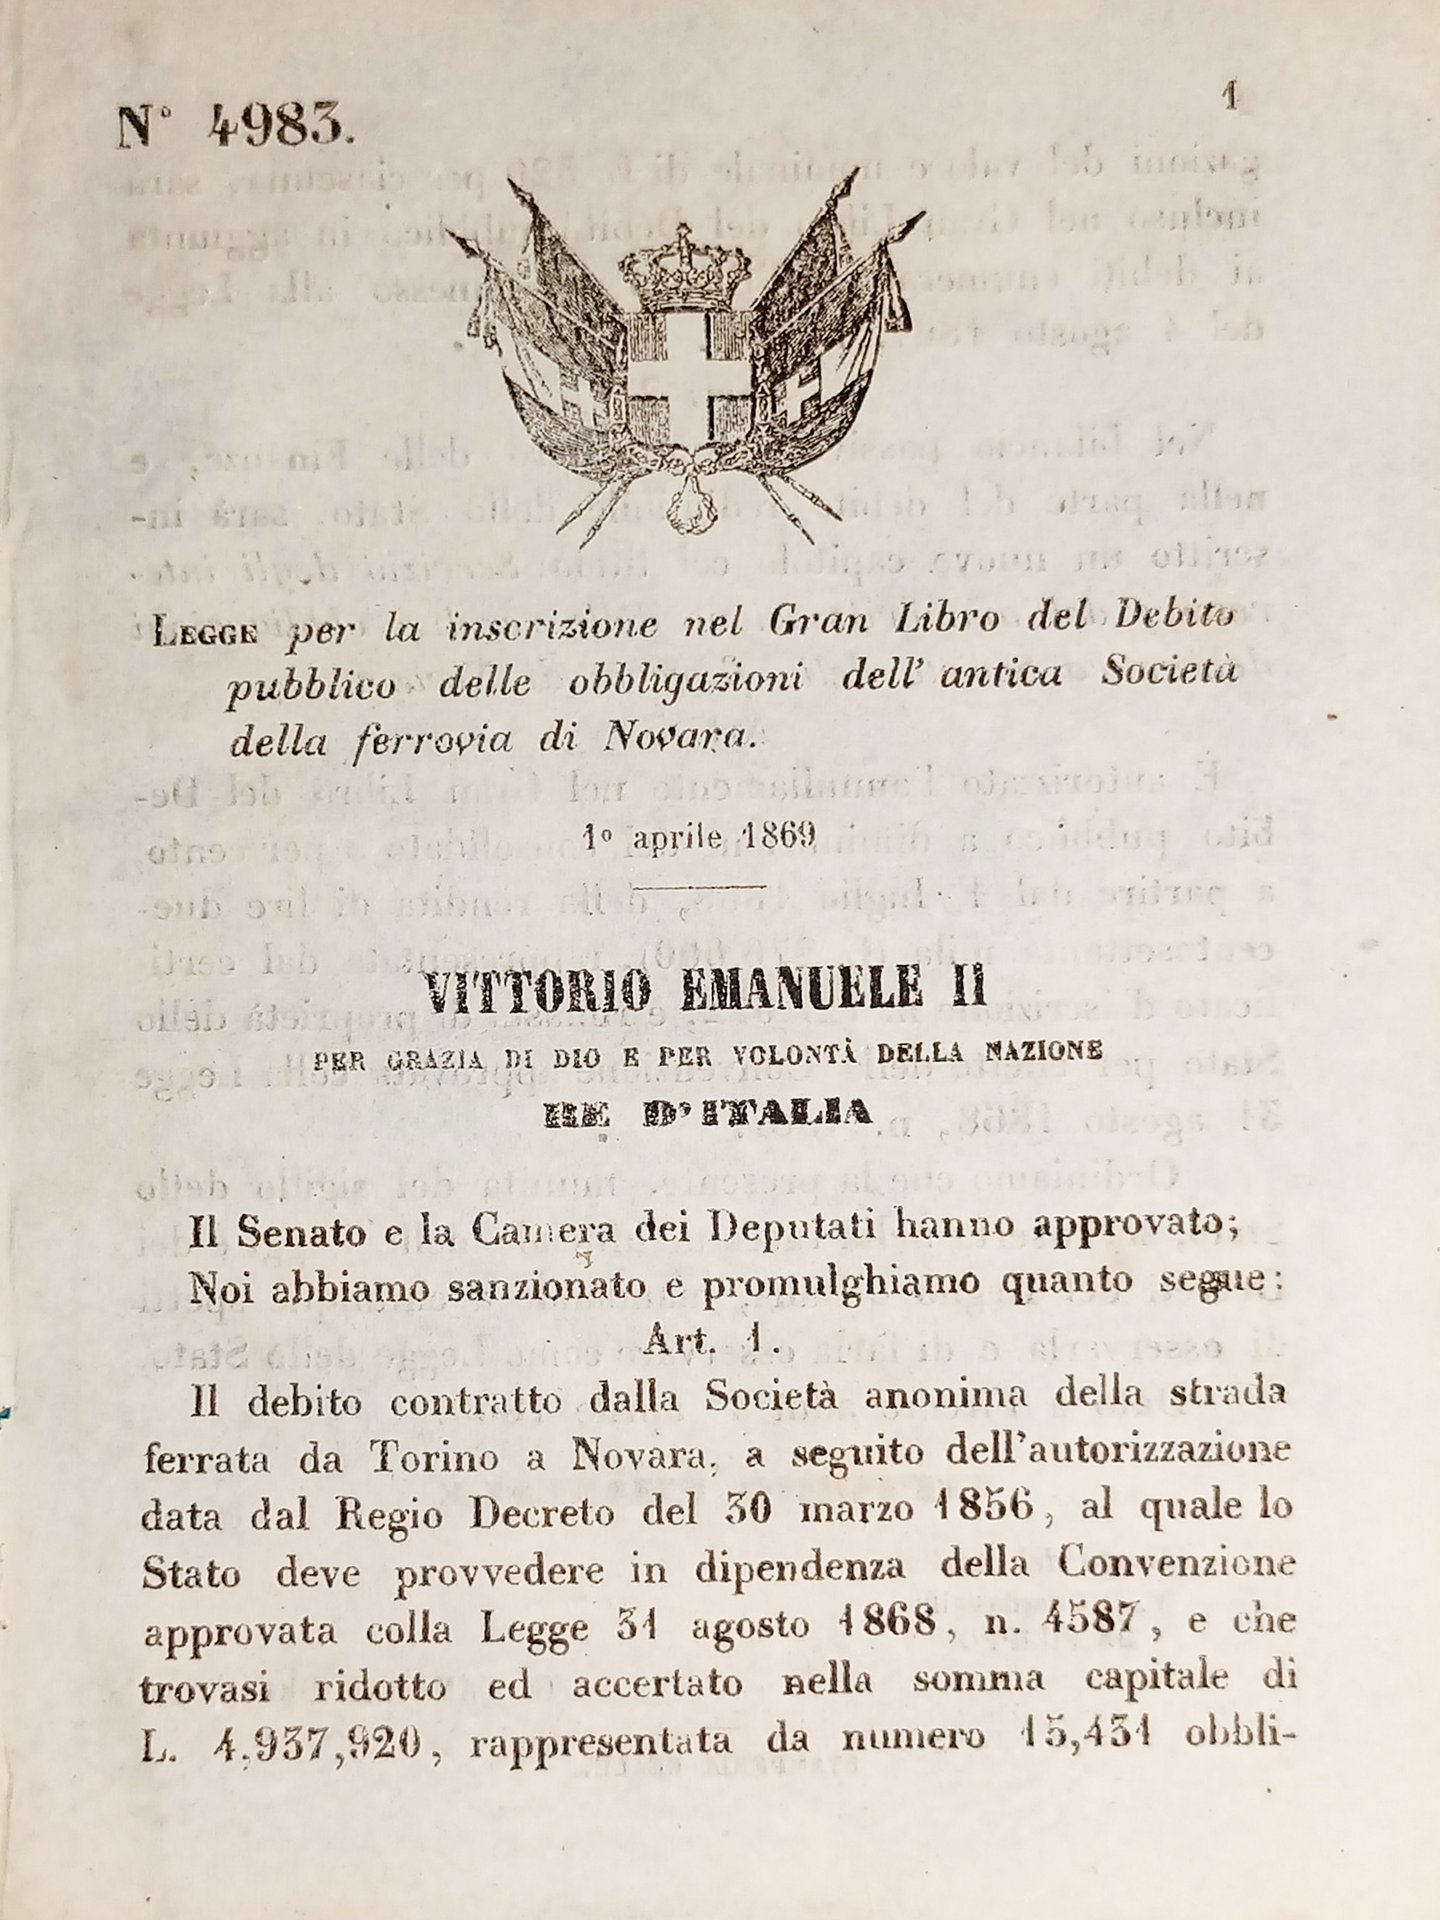 N° 4983.
1
LEGGE per la inscrizione nel Gran Libro del Debito
pubblico delle obbligazioni dell' antica Società
della ferrovia di Novara.
1° aprile 1869
VITTORIO EMANUELE II
PER GRAZIA DI DIO E PER VOLONTÀ DELLA NAZIONE
RE D'ITALIA
Il Senato e la Camera dei Deputati hanno approvato;
Noi abbiamo sanzionato e promulghiamo quanto segue:
Art. 1.
Il debito contratto dalla Società anonima della strada
ferrata da Torino a Novara, a seguito dell'autorizzazione
data dal Regio Decreto del 30 marzo 1856, al quale lo
Stato deve provvedere in dipendenza della Convenzione
approvata colla Legge 31 agosto 1868, n. 4587, e che
trovasi ridotto ed accertato nella somma capitale di
L. 4,937,920, rappresentata da numero 15,431 obbli-